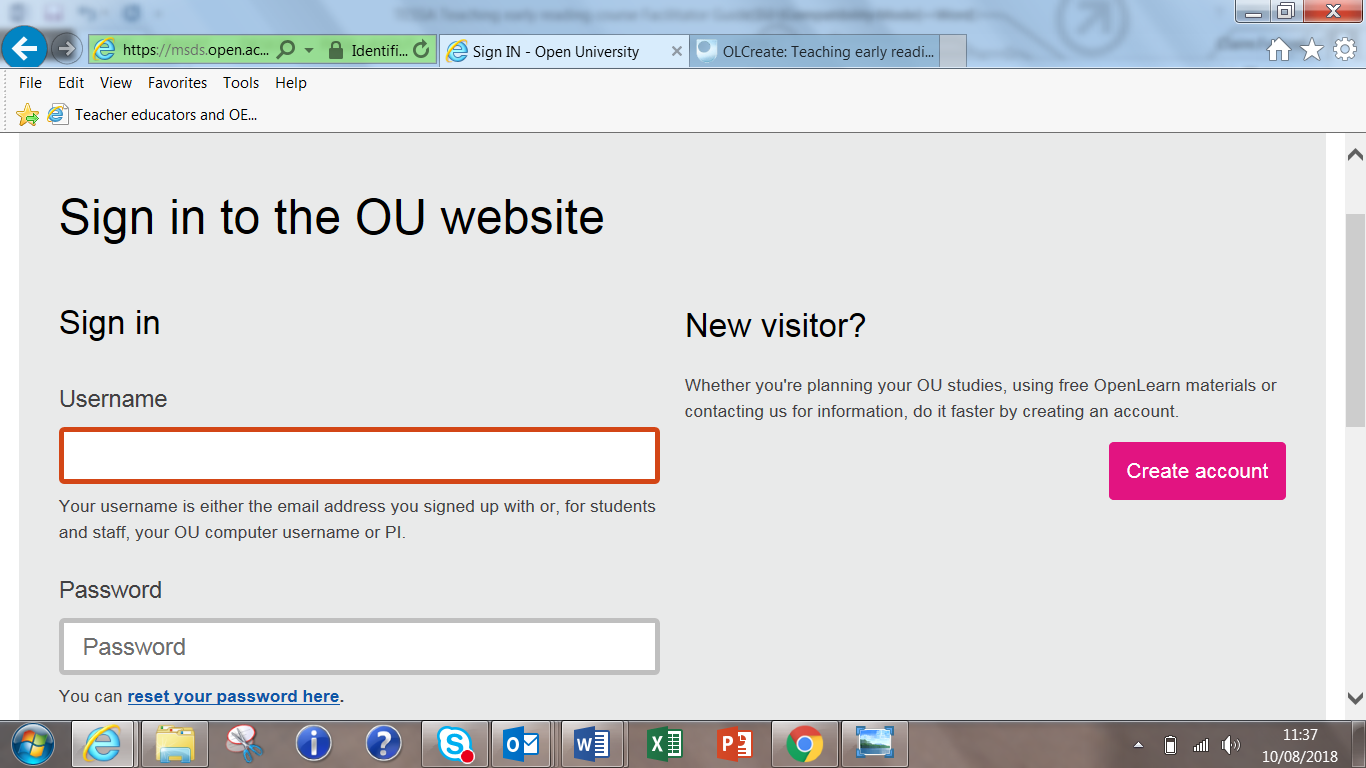 https://msds.open.ac...
Identifi...
Sign IN - Open University
OLCreate: Teaching early readi...
File Edit View Favorites Tools Help
Teacher educators and OE...
Sign in to the OU website
Sign in
Username
Your username is either the email address you signed up with or, for students
and staff, your OU computer username or PI.
Password
Password
You can reset your password here.
New visitor?
Whether you're planning your OU studies, using free OpenLearn materials or
contacting us for information, do it faster by creating an account.
Create account
11:37
10/08/2018